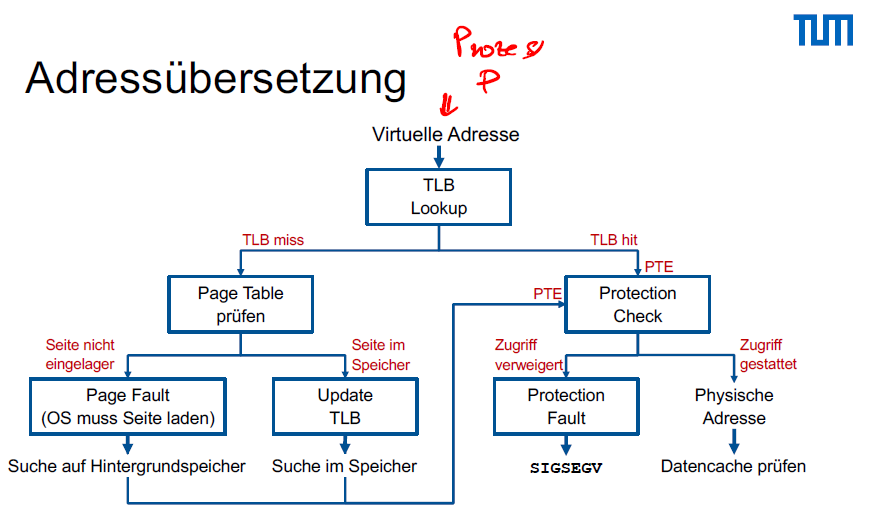 TUM
Prozess
P
Adressübersetzung
Virtuelle Adresse
TLB
Lookup
TLB miss
TLB hit
PTE
Page Table
prüfen
PTE
Protection
Check
Seite nicht
eingelager
Seite im
Speicher
Zugriff
verweigert
Zugriff
gestattet
Page Fault
(OS muss Seite laden)
Update
TLB
Protection
Fault
Physische
Adresse
Suche auf Hintergrundspeicher
Suche im Speicher
SIGSEGV
Datencache prüfen